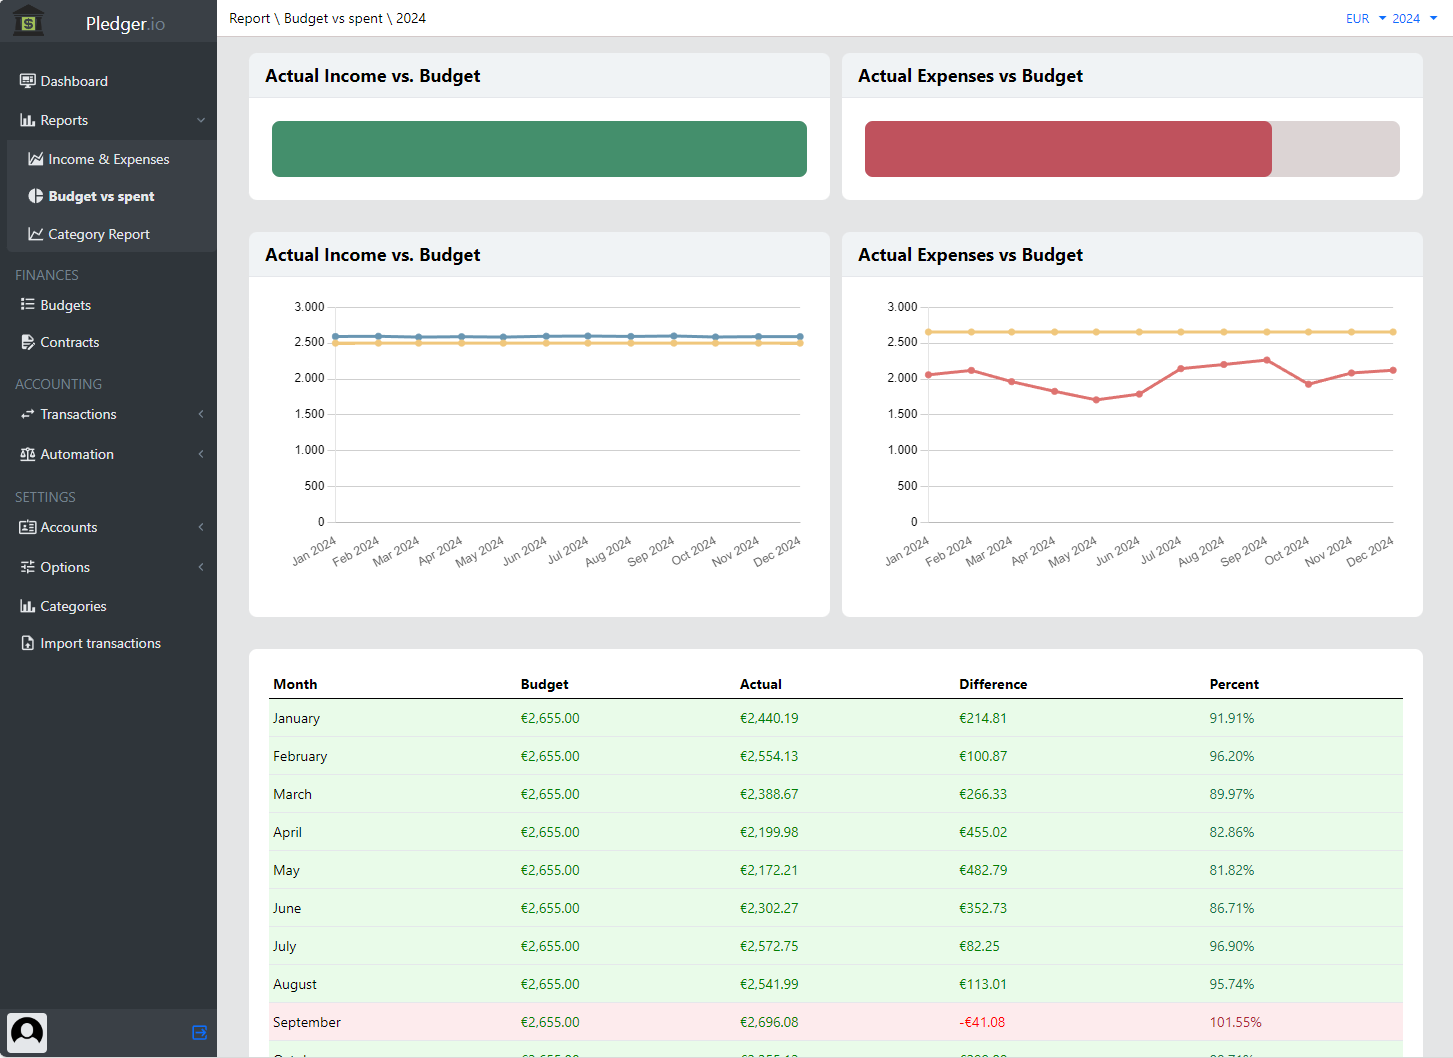 Pledger.io
Report \ Budget vs spent \ 2024
EUR 2024
Dashboard
Reports
Income & Expenses
Budget vs spent
Category Report
FINANCES
Budgets
Contracts
ACCOUNTING
Transactions
Automation
SETTINGS
Accounts
Options
Categories
Import transactions
Actual Income vs. Budget
Actual Expenses vs Budget
Actual Income vs. Budget
3.000
2.500
2.000
1.500
1.000
500
0
Jan 2024 Feb 2024 Mar 2024 Apr 2024 May 2024 Jun 2024 Jul 2024 Aug 2024 Sep 2024 Oct 2024 Nov 2024 Dec 2024
Actual Expenses vs Budget
3.000
2.500
2.000
1.500
1.000
500
0
Jan 2024 Feb 2024 Mar 2024 Apr 2024 May 2024 Jun 2024 Jul 2024 Aug 2024 Sep 2024 Oct 2024 Nov 2024 Dec 2024
Month Budget Actual Difference Percent
January €2,655.00 €2,440.19 €214.81 91.91%
February €2,655.00 €2,554.13 €100.87 96.20%
March €2,655.00 €2,388.67 €266.33 89.97%
April €2,655.00 €2,199.98 €455.02 82.86%
May €2,655.00 €2,172.21 €482.79 81.82%
June €2,655.00 €2,302.27 €352.73 86.71%
July €2,655.00 €2,572.75 €82.25 96.90%
August €2,655.00 €2,541.99 €113.01 95.74%
September €2,655.00 €2,696.08 -€41.08 101.55%